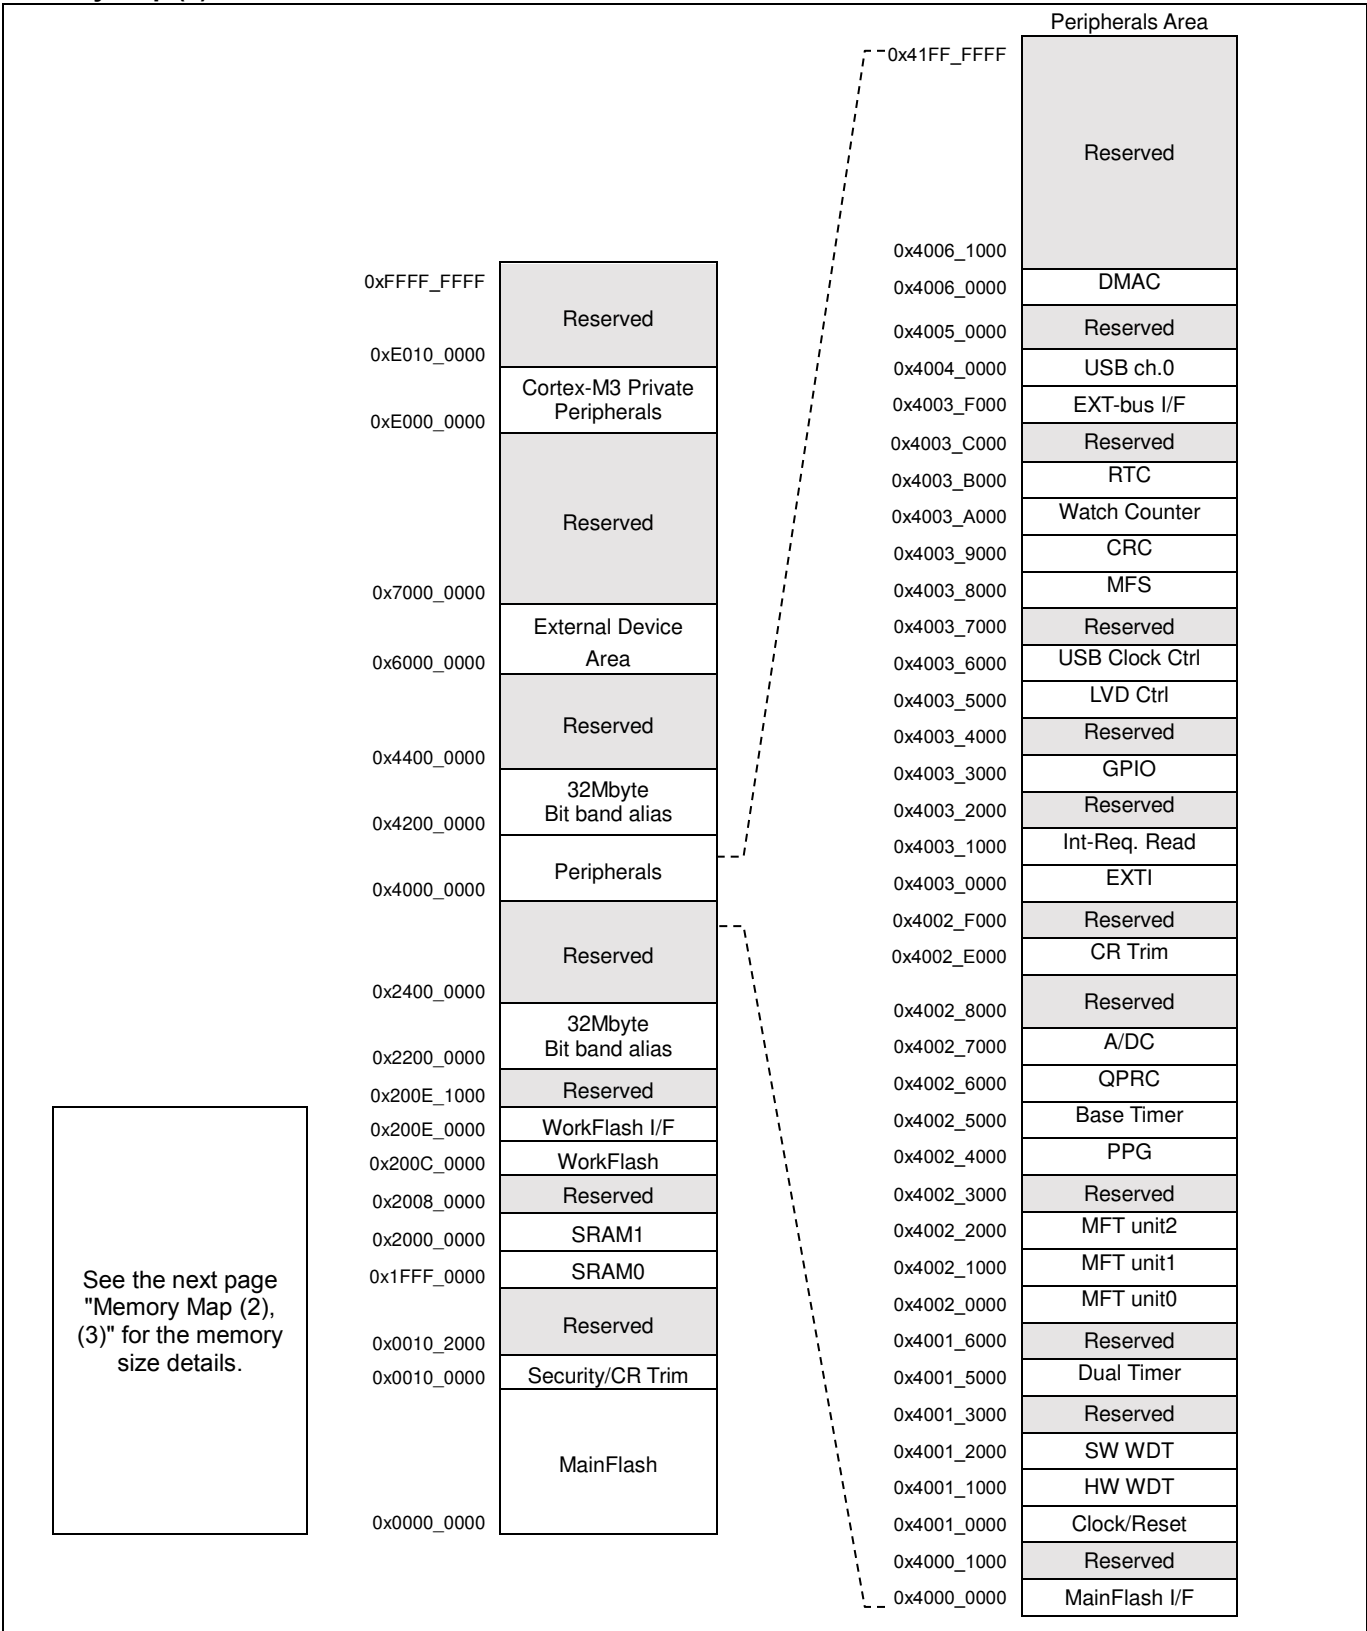 Peripherals Area
0x41FF_FFFF
Reserved
0x4006_1000
0x4006_0000 DMAC
0x4005_0000 Reserved
0x4004_0000 USB ch.0
0x4003_F000 EXT-bus I/F
0x4003_C000 Reserved
0x4003_B000 RTC
0x4003_A000 Watch Counter
0x4003_9000 CRC
0x4003_8000 MFS
0x4003_7000 Reserved
0x4003_6000 USB Clock Ctrl
0x4003_5000 LVD Ctrl
0x4003_4000 Reserved
0x4003_3000 GPIO
0x4003_2000 Reserved
0x4003_1000 Int-Req. Read
0x4003_0000 EXTI
0x4002_F000 Reserved
0x4002_E000 CR Trim
Reserved
0x4002_8000
0x4002_7000 A/DC
0x4002_6000 QPRC
0x4002_5000 Base Timer
0x4002_4000 PPG
0x4002_3000 Reserved
0x4002_2000 MFT unit2
0x4002_1000 MFT unit1
0x4002_0000 MFT unit0
0x4001_6000 Reserved
0x4001_5000 Dual Timer
0x4001_3000 Reserved
0x4001_2000 SW WDT
0x4001_1000 HW WDT
0x4001_0000 Clock/Reset
0x4000_1000 Reserved
0x4000_0000 MainFlash I/F
0xFFFF_FFFF
Reserved
0xE010_0000
Cortex-M3 Private
Peripherals
0xE000_0000
Reserved
0x7000_0000
External Device
Area
0x6000_0000
Reserved
0x4400_0000
32Mbyte
Bit band alias
0x4200_0000
Peripherals
0x4000_0000
Reserved
0x2400_0000
32Mbyte
Bit band alias
0x2200_0000
0x200E_1000 Reserved
0x200E_0000 WorkFlash I/F
0x200C_0000 WorkFlash
0x2008_0000 Reserved
0x2000_0000 SRAM1
0x1FFF_0000 SRAM0
Reserved
0x0010_2000
0x0010_0000 Security/CR Trim
MainFlash
0x0000_0000
See the next page
"Memory Map (2),
(3)" for the memory
size details.